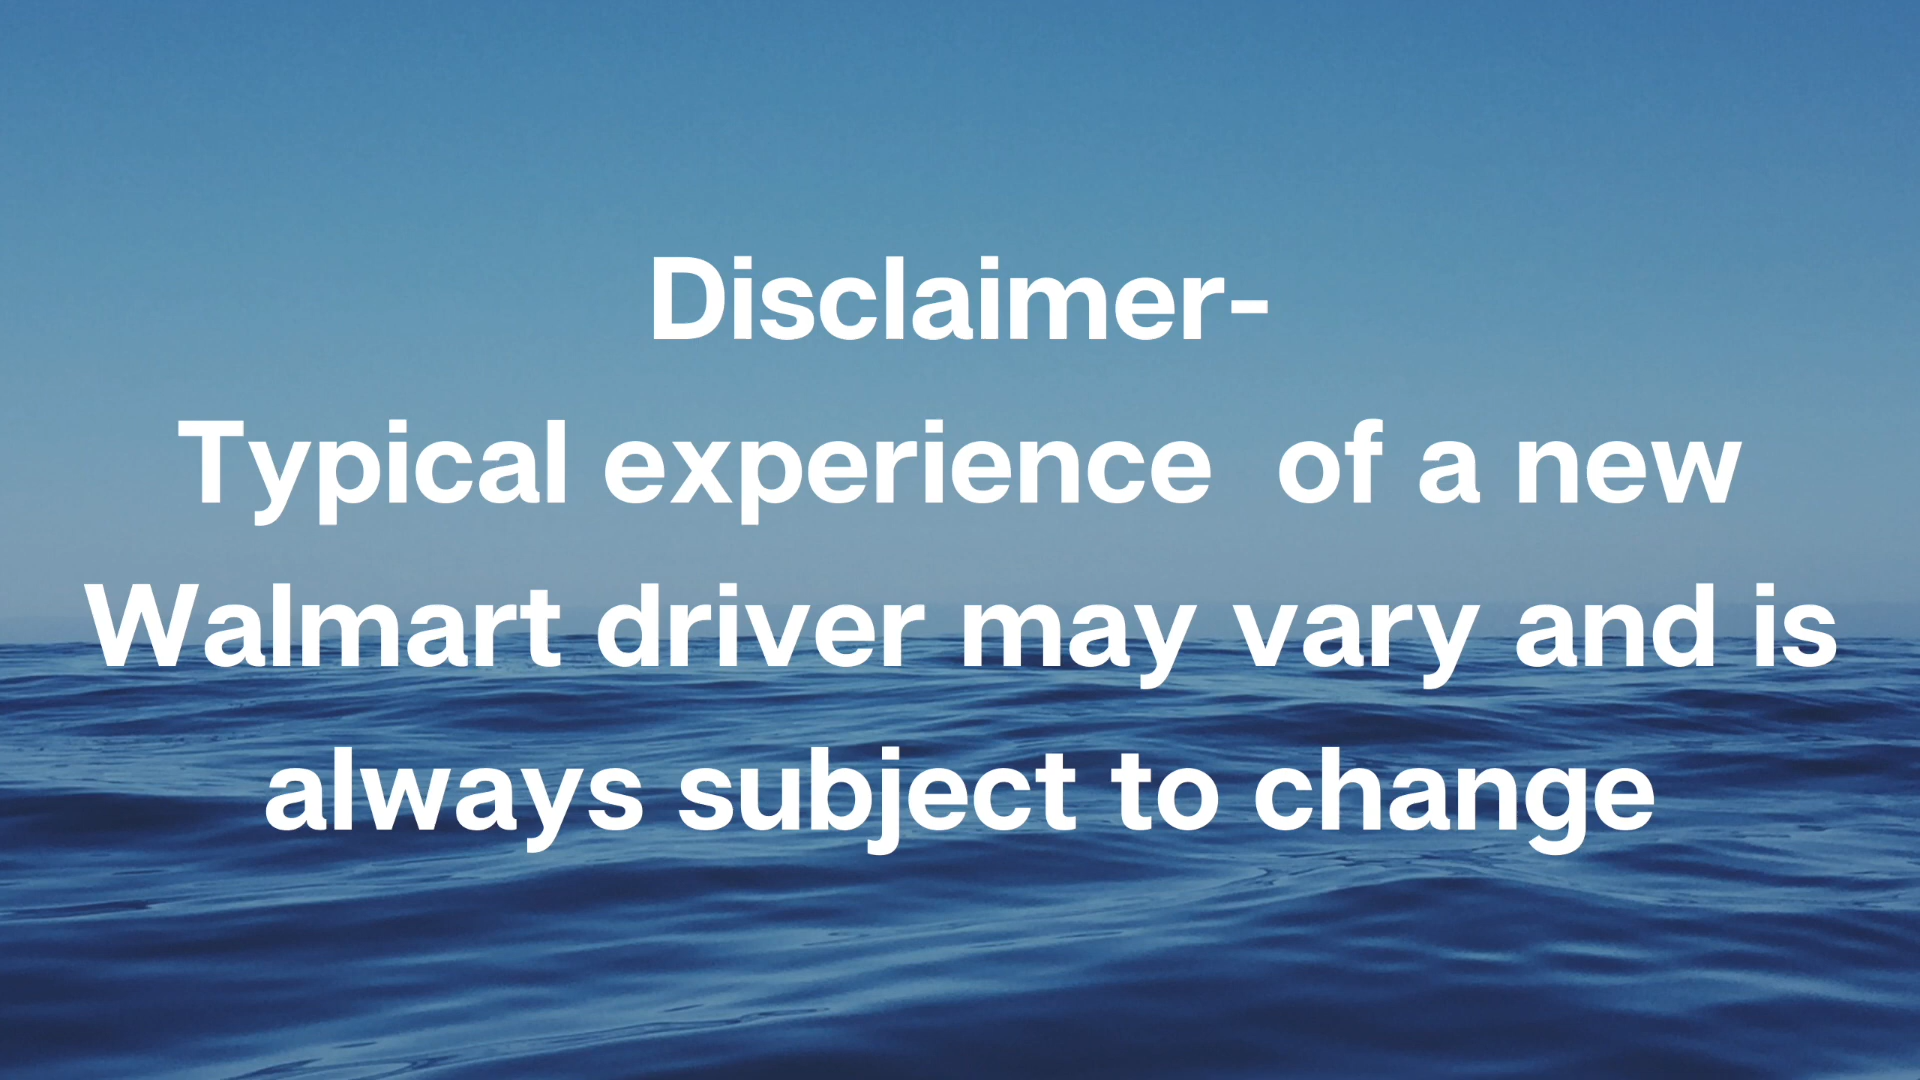 Disclaimer-
Typical experience  of a new
Walmart driver may vary and is
always subject to change